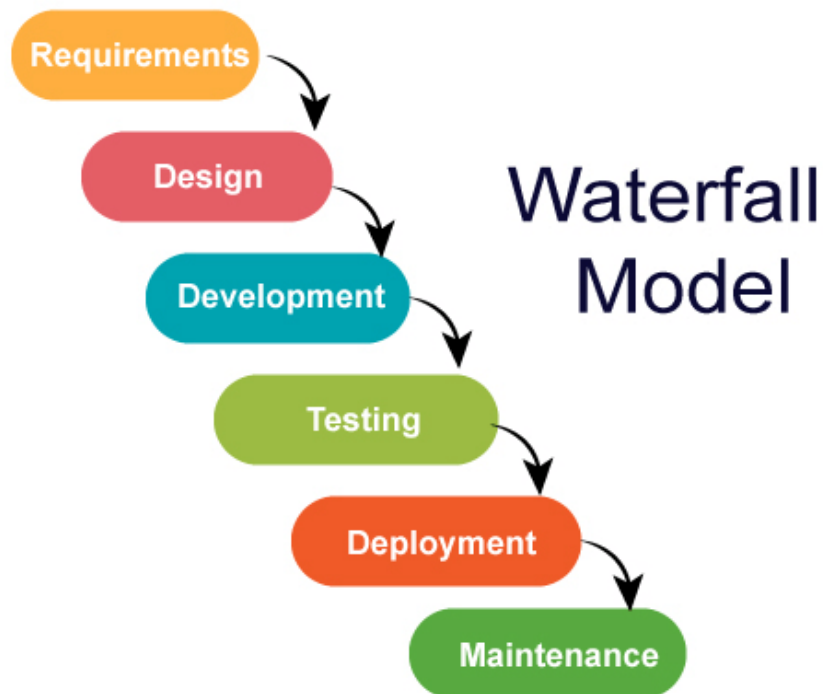 Requirements
Design
Waterfall
Model
Development
Testing
Deployment
Maintenance